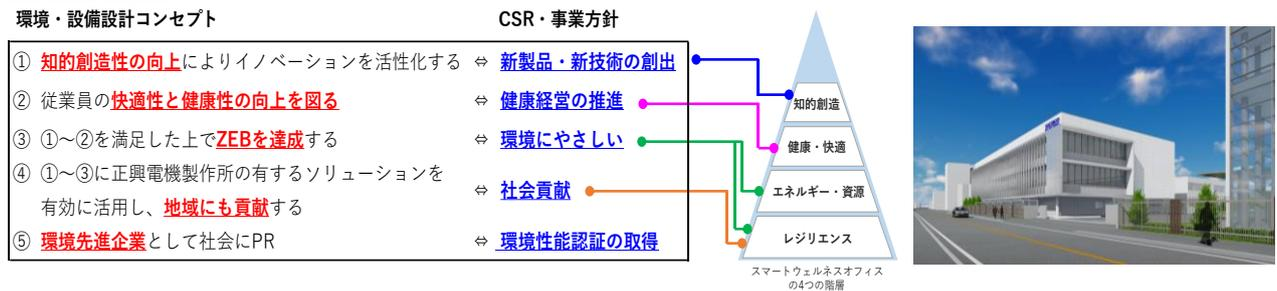 環境・設備設計コンセプト CSR・事業方針
① 知的創造性の向上によりイノベーションを活性化する ⇔ 新製品・新技術の創出
② 従業員の快適性と健康性の向上を図る ⇔ 健康経営の推進
③ ①～②を満足した上でZEBを達成する ⇔ 環境にやさしい
④ ①～③に正興電機製作所の有するソリューションを
有効に活用し、地域にも貢献する ⇔ 社会貢献
⑤ 環境先進企業として社会にPR ⇔ 環境性能認証の取得
知的創造
健康・快適
エネルギー・資源
レジリエンス
スマートウェルネスオフィス
の4つの階層